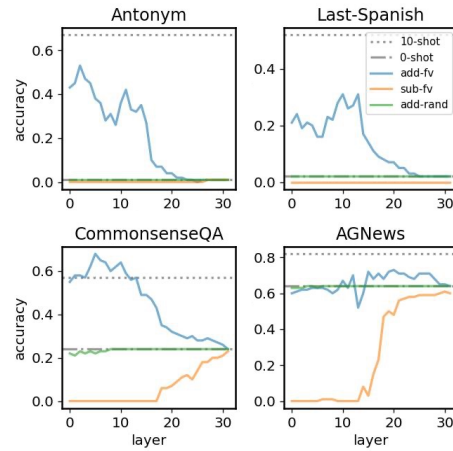 Antonym
Last-Spanish
accuracy
0.6
0.4
0.2
0.0
0
10
20
30
0.4
0.2
0.0
0
10
20
30
10-shot
0-shot
add-fv
sub-fv
add-rand
CommonsenseQA
AGNews
accuracy
0.6
0.4
0.2
0.0
0
10
20
30
layer
0.8
0.6
0.4
0.2
0.0
0
10
20
30
layer